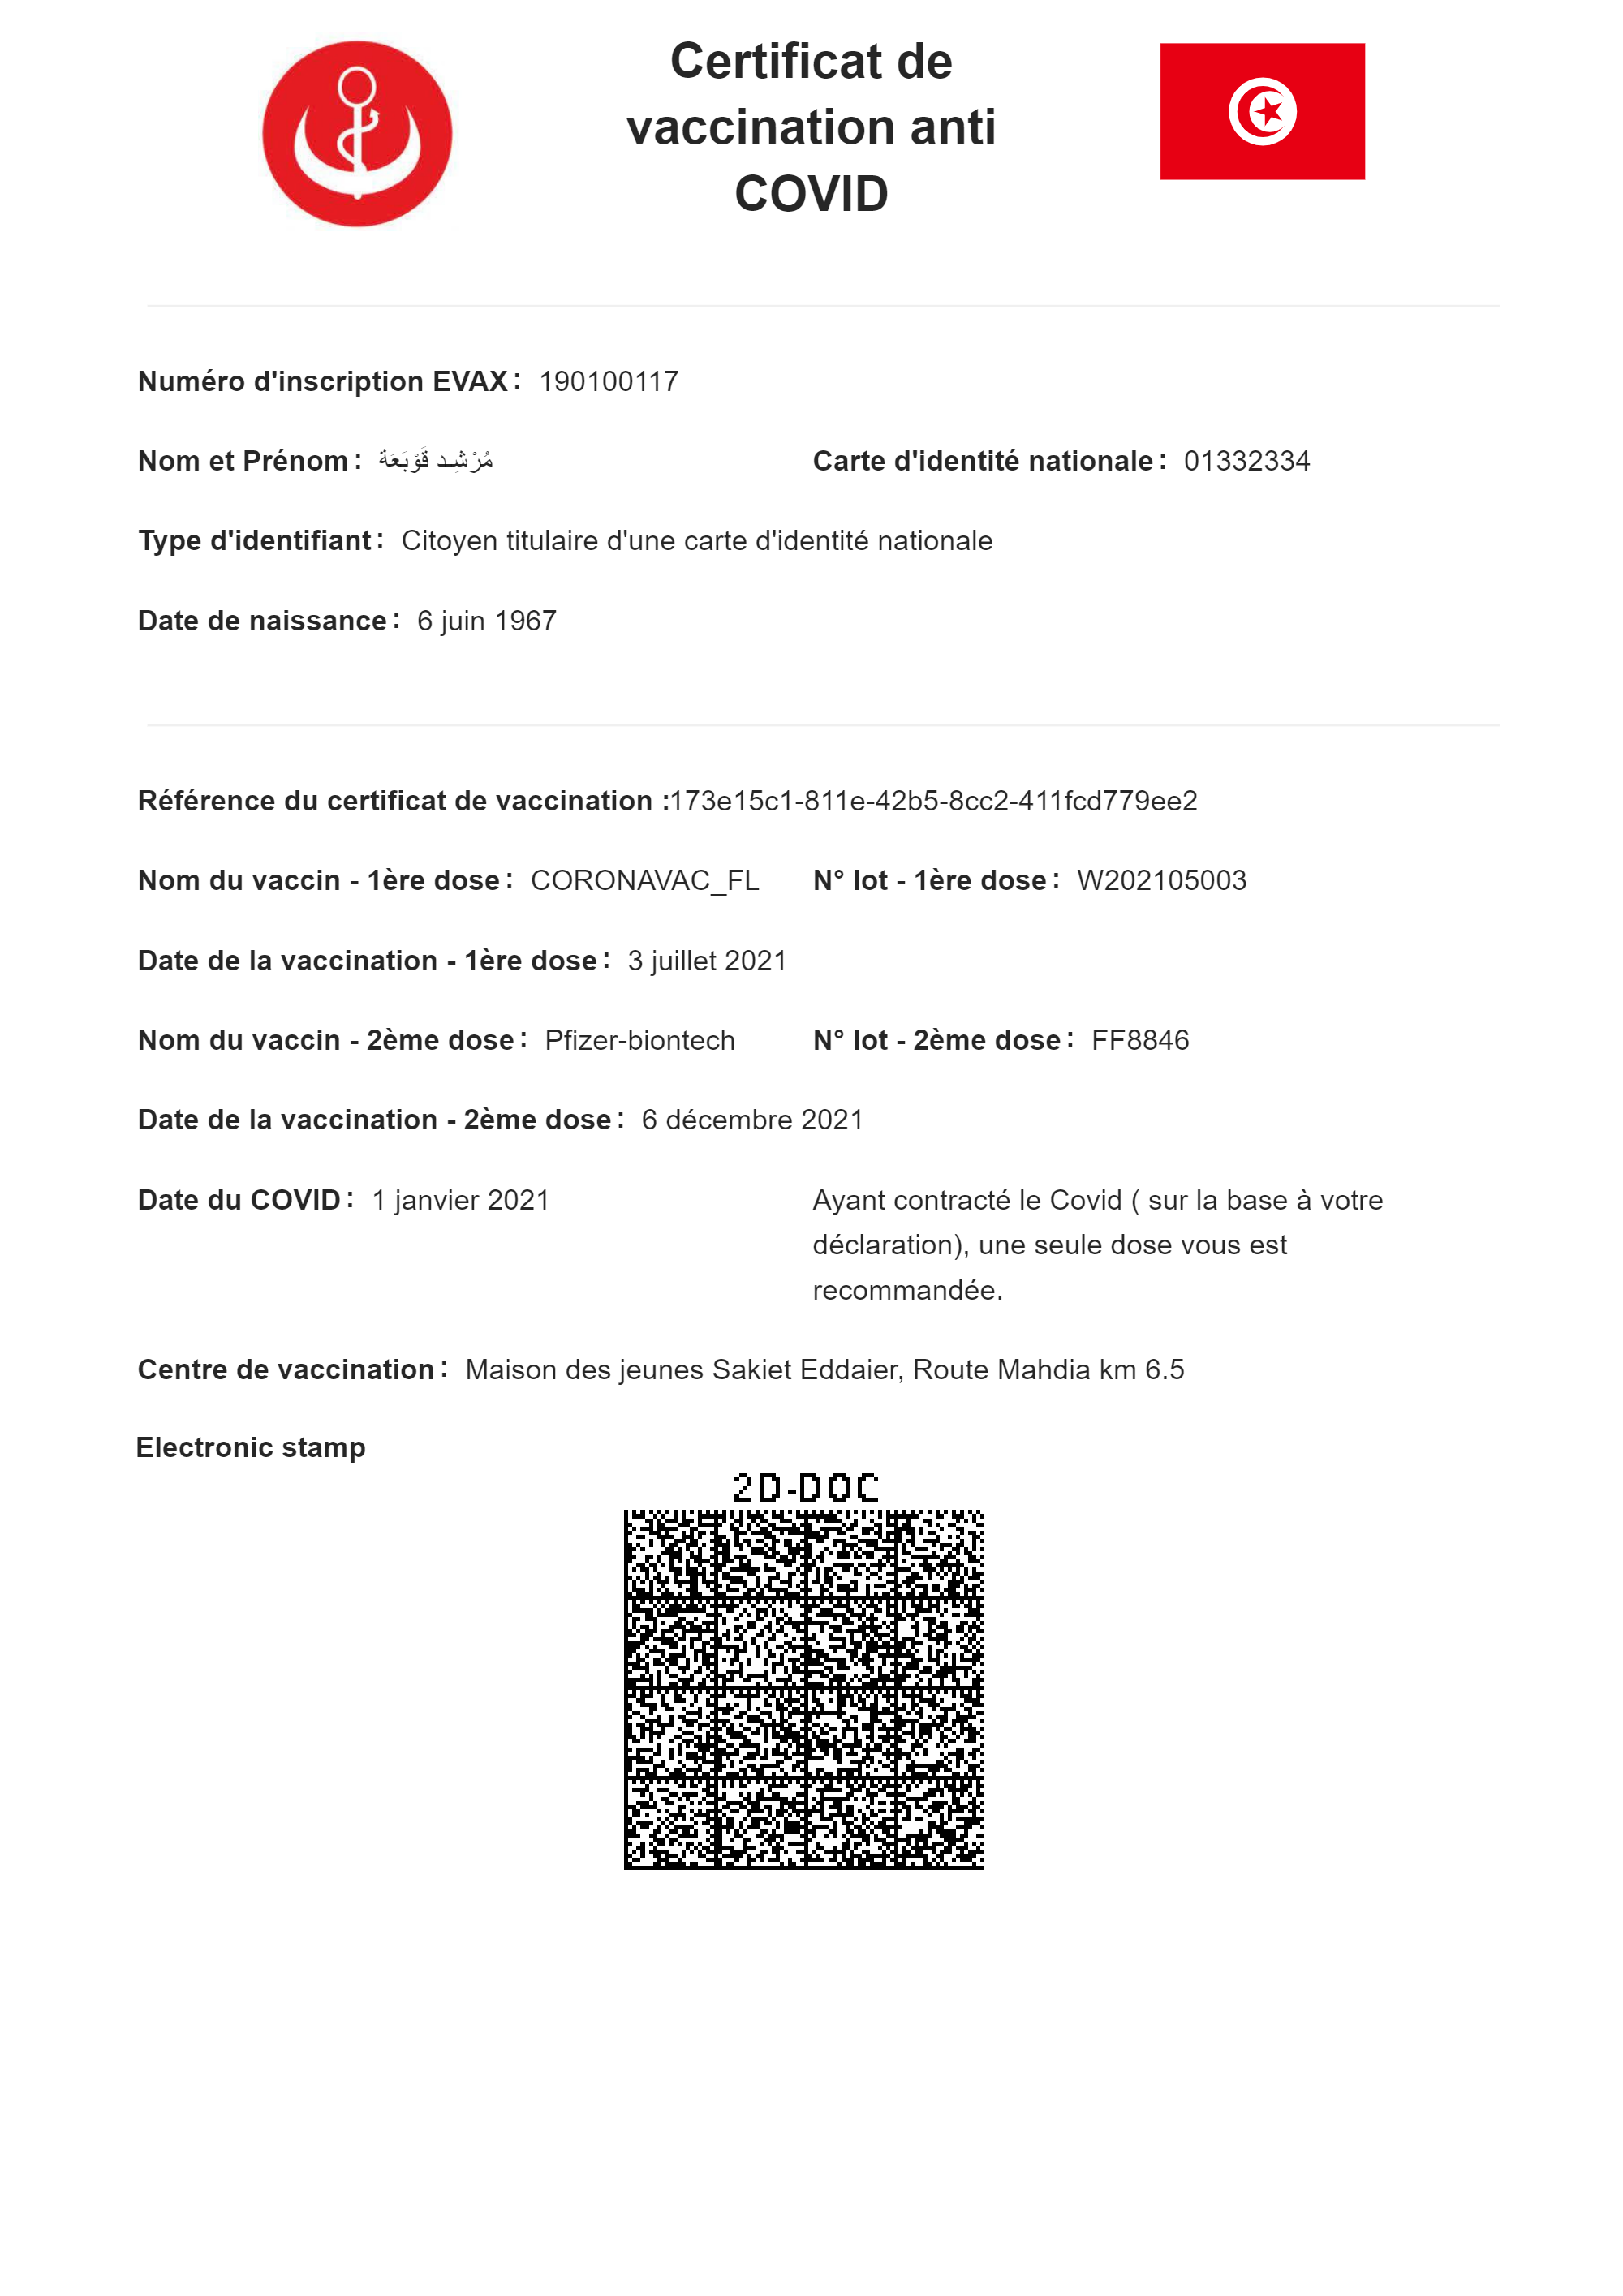 Certificat de
vaccination anti
COVID
Numéro d'inscription EVAX : 190100117
Nom et Prénom : مُرْشِد قَوْبَعَة
Carte d'identité nationale : 01332334
Type d'identifiant : Citoyen titulaire d'une carte d'identité nationale
Date de naissance : 6 juin 1967
Référence du certificat de vaccination :173e15c1-811e-42b5-8cc2-411fcd779ee2
Nom du vaccin - 1ère dose : CORONAVAC_FL
N° lot - 1ère dose : W202105003
Date de la vaccination - 1ère dose : 3 juillet 2021
Nom du vaccin - 2ème dose : Pfizer-biontech
N° lot - 2ème dose : FF8846
Date de la vaccination - 2ème dose : 6 décembre 2021
Date du COVID : 1 janvier 2021
Ayant contracté le Covid ( sur la base à votre
déclaration), une seule dose vous est
recommandée.
Centre de vaccination : Maison des jeunes Sakiet Eddaier, Route Mahdia km 6.5
Electronic stamp
2D-DOC